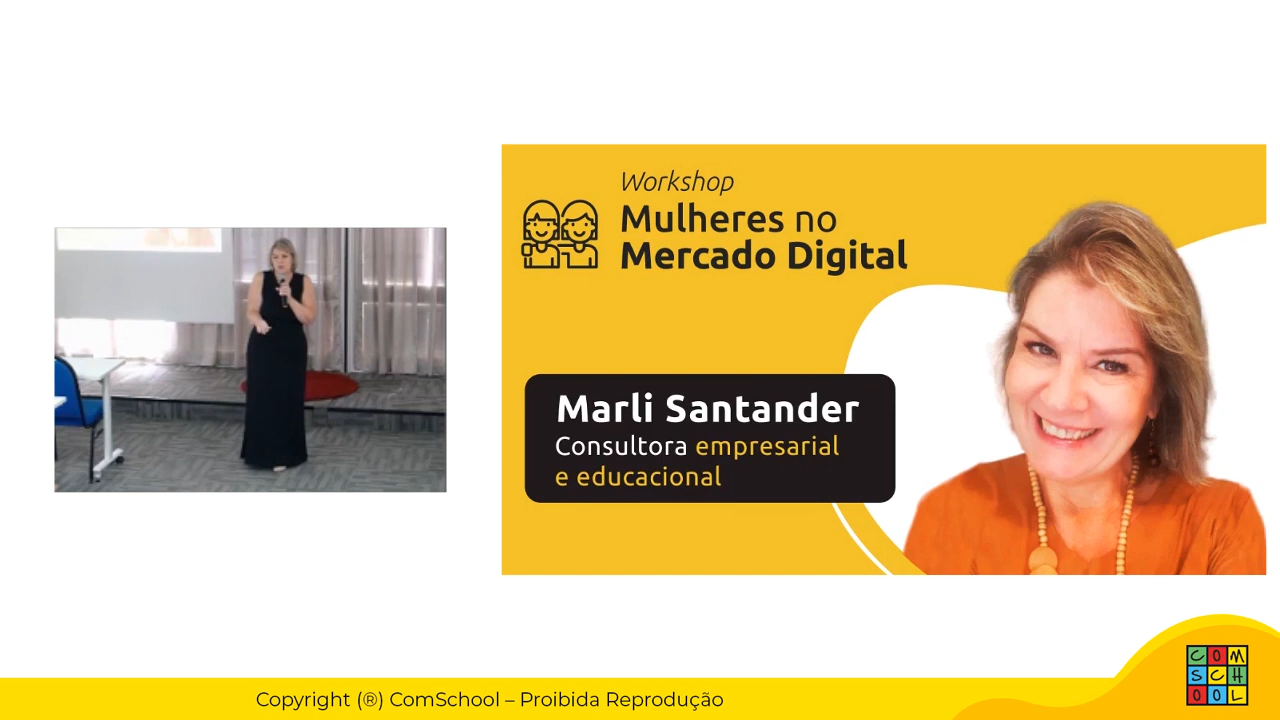 Workshop
Mulheres no
Mercado Digital
Marli Santander
Consultora empresarial
e educacional
Copyright (®) ComSchool – Proibida Reprodução
COM
SCH
OOL